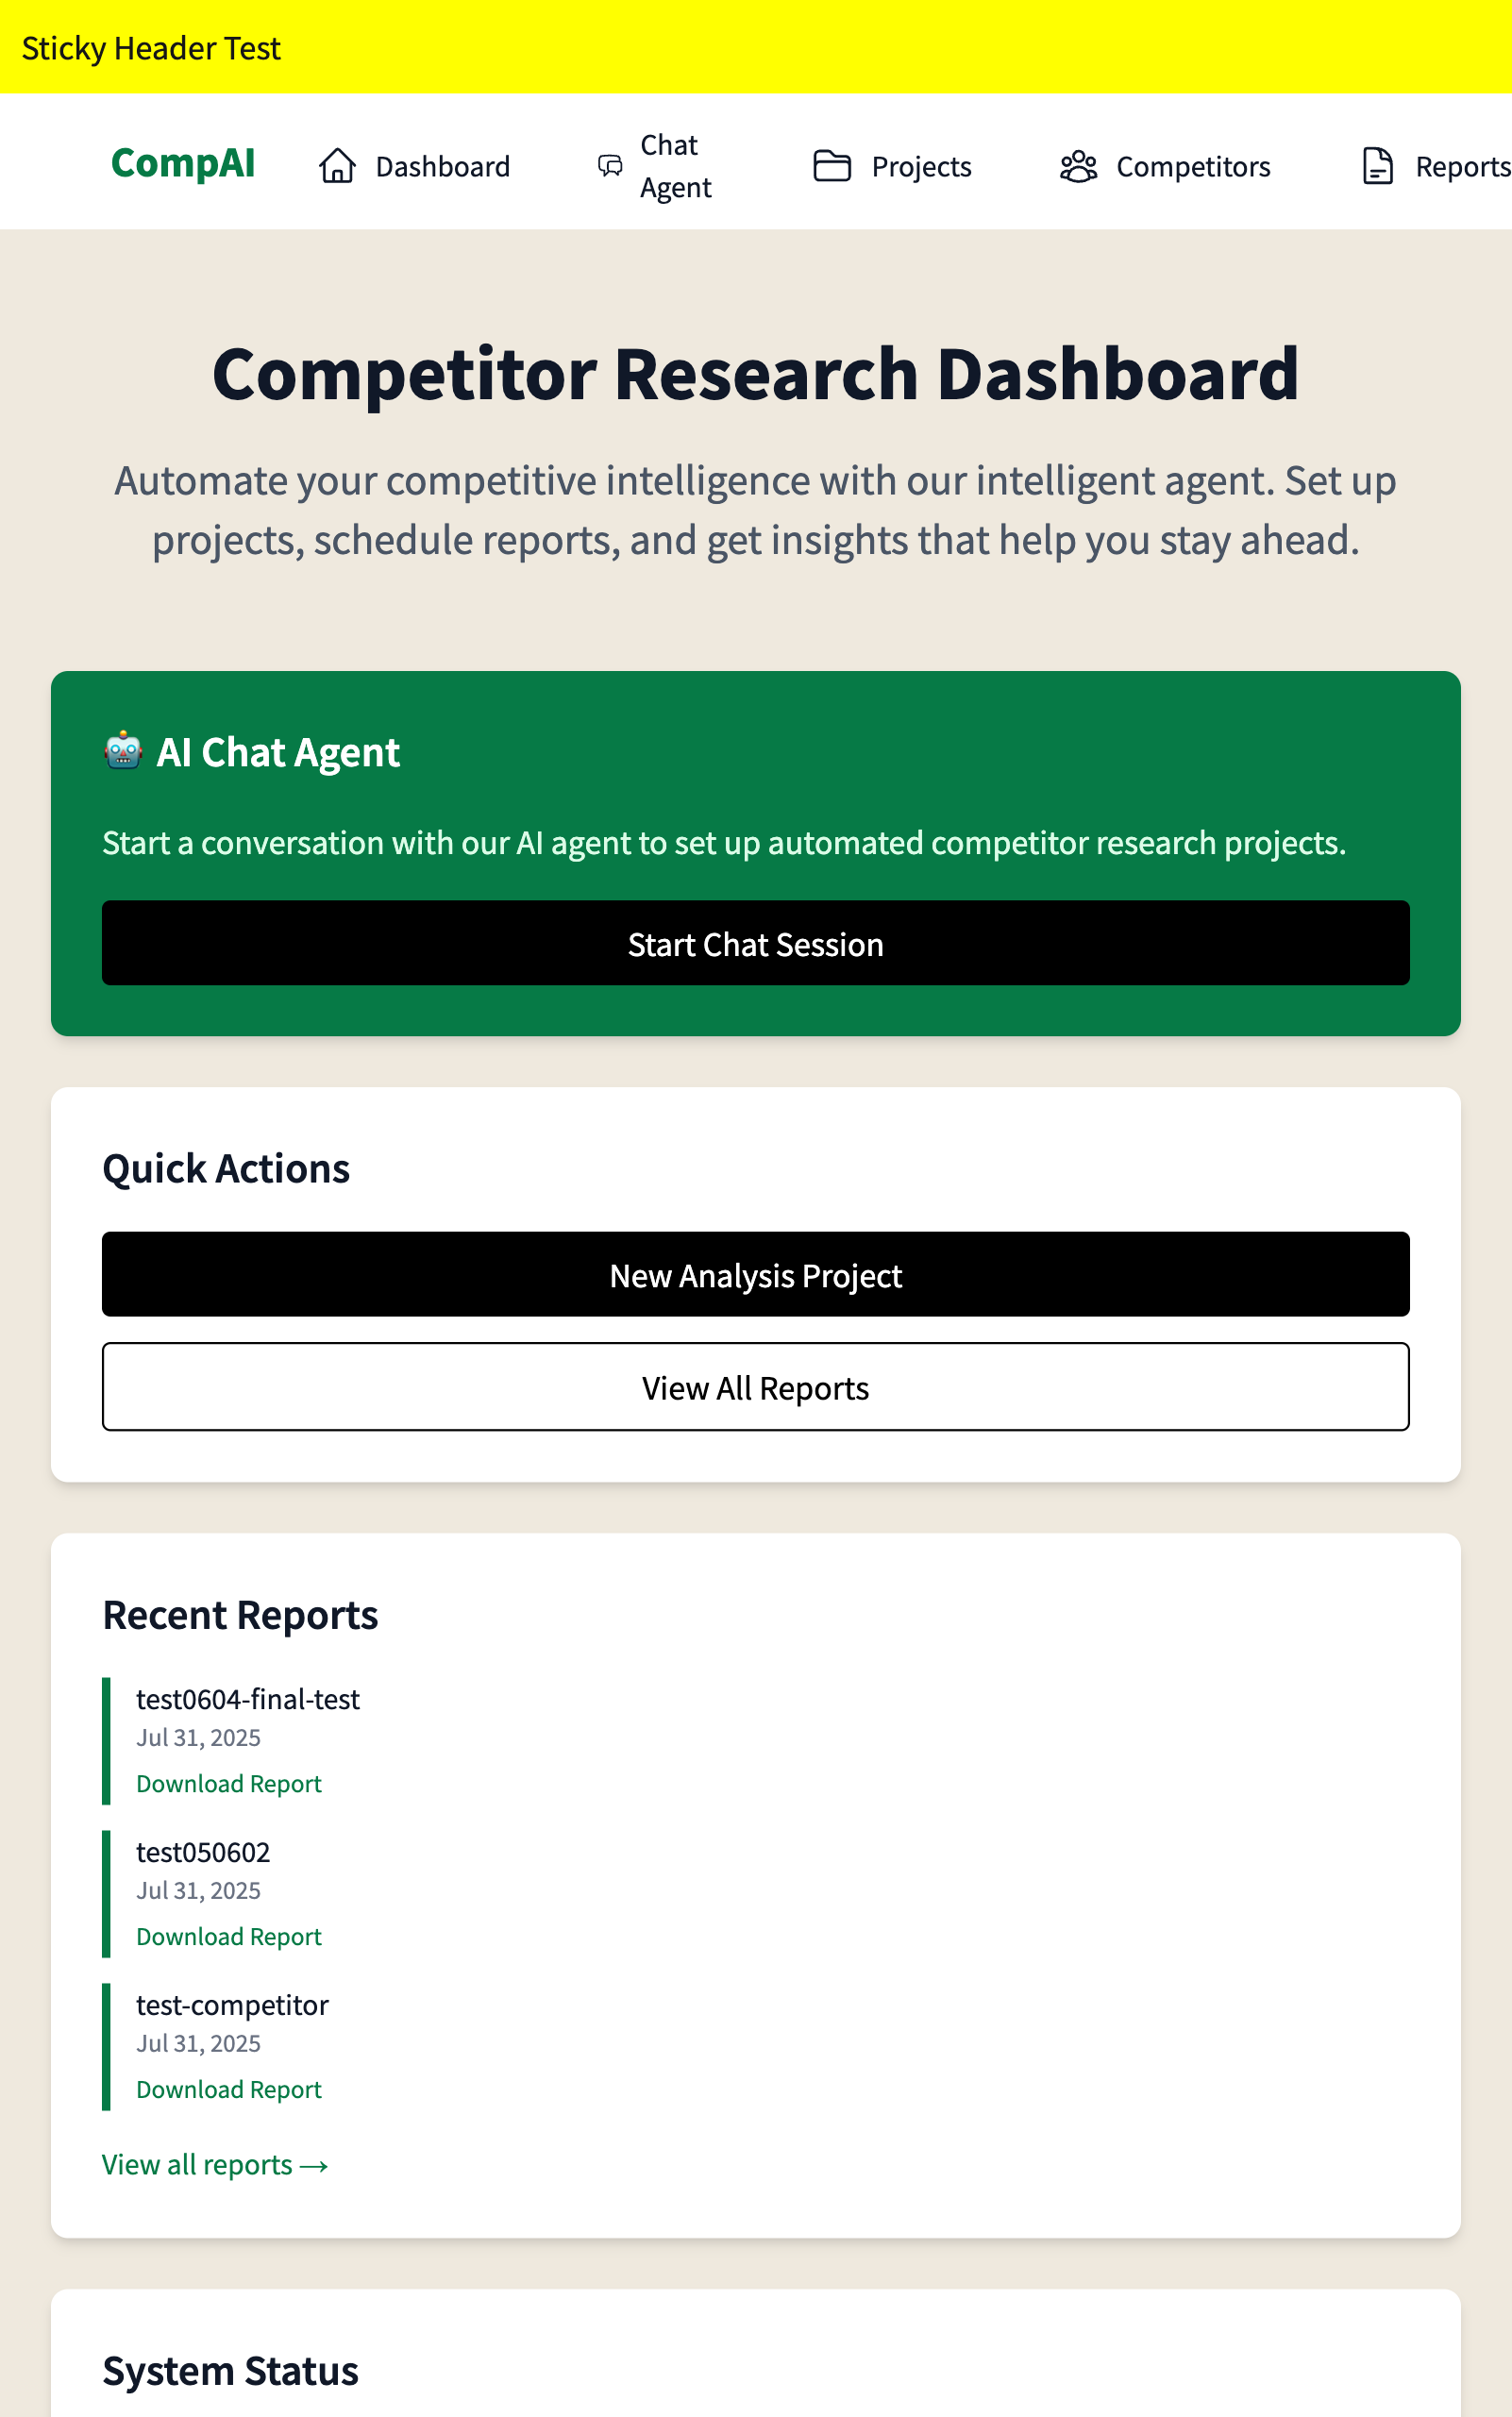 Sticky Header Test
CompAI
Dashboard
Chat
Agent
Projects
Competitors
Reports
Competitor Research Dashboard
Automate your competitive intelligence with our intelligent agent. Set up
projects, schedule reports, and get insights that help you stay ahead.
🤖 AI Chat Agent
Start a conversation with our AI agent to set up automated competitor research projects.
Start Chat Session
Quick Actions
New Analysis Project
View All Reports
Recent Reports
test0604-final-test
Jul 31, 2025
Download Report
test050602
Jul 31, 2025
Download Report
test-competitor
Jul 31, 2025
Download Report
View all reports →
System Status